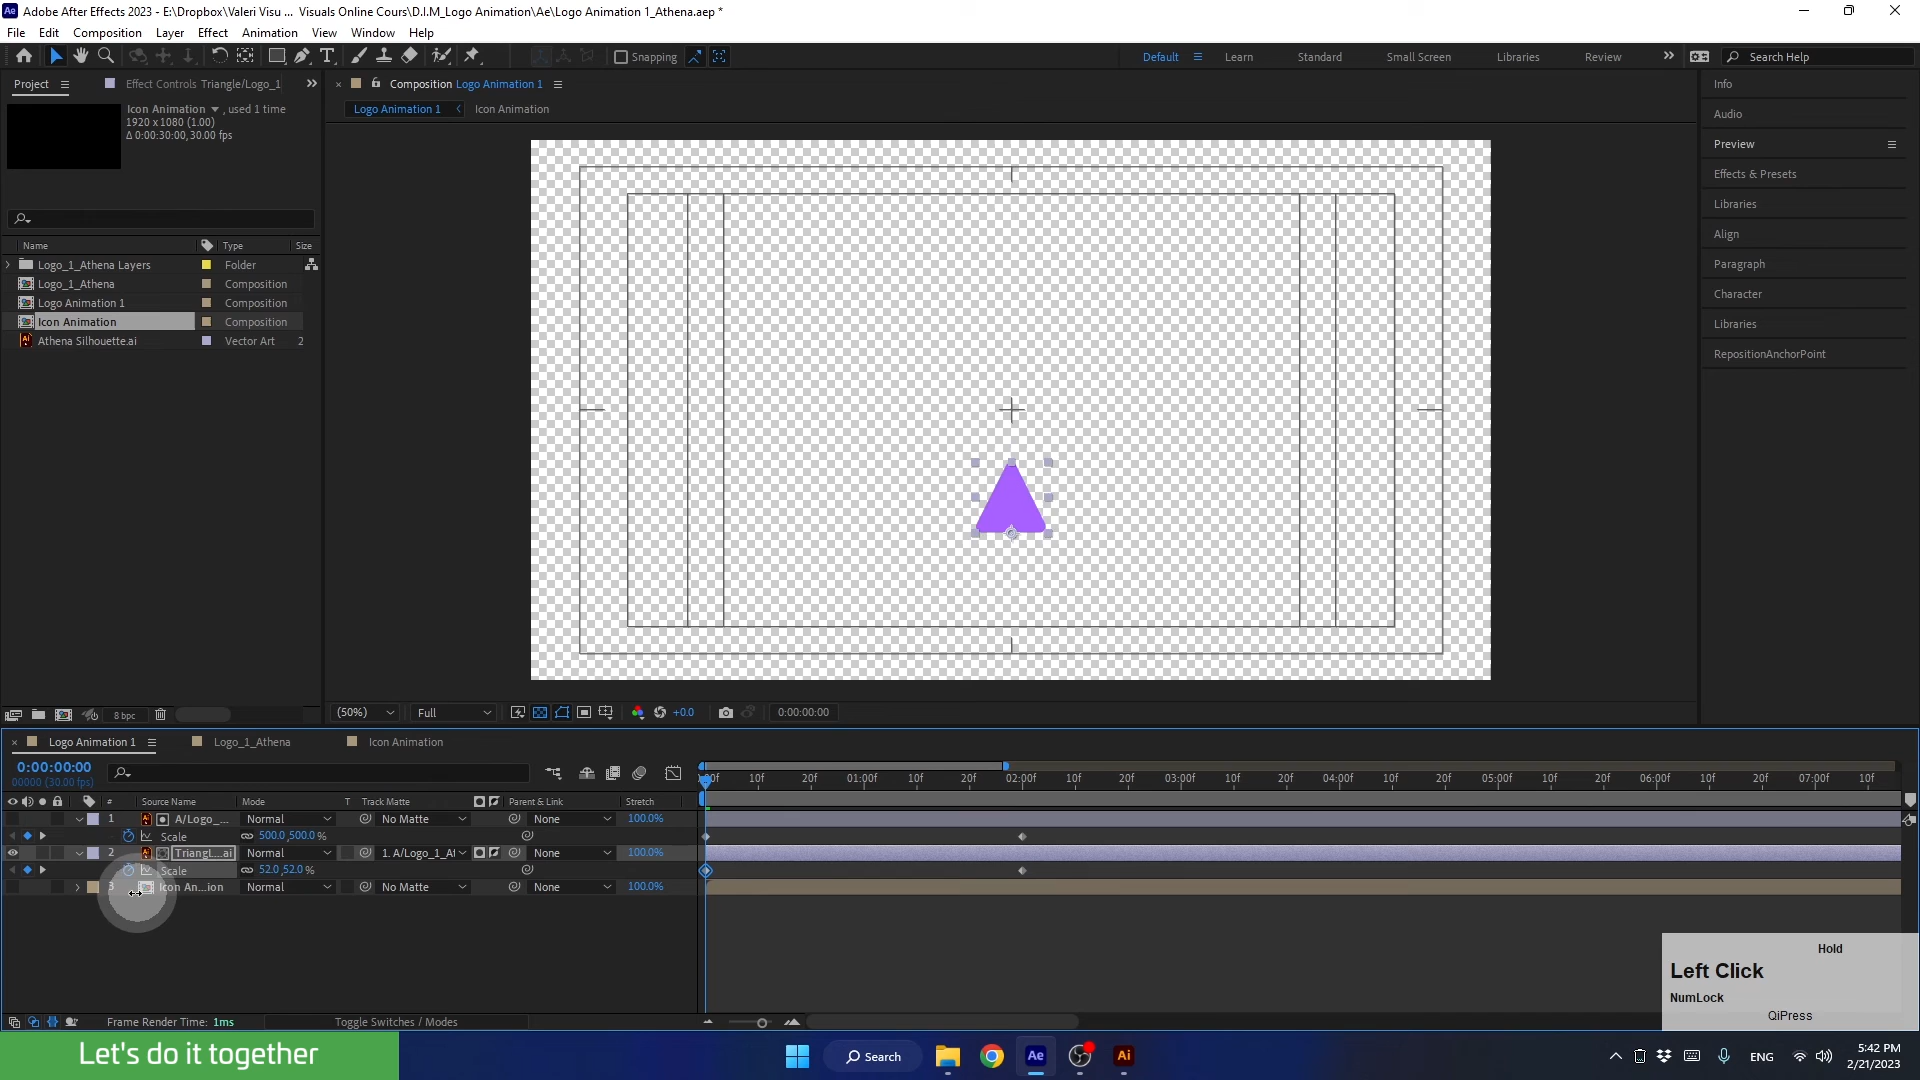 Adobe After Effects 2023 - E:\Dropbox\Valeri Visu ... Visuals Online Cours\D.I.M_Logo Animation\Ae\Logo Animation 1_Athena.aep *
File Edit Composition Layer Effect Animation View Window Help
Snapping Default Learn Standard Small Screen Libraries Review Search Help
Project Effect Controls Triangle/Logo_1 Composition Logo Animation 1 Info
Icon Animation , used 1 time Logo Animation 1 Icon Animation
1920 x 1080 (1.00) Audio
Δ 0:00:30:00, 30.00 fps
Preview
Effects & Presets
Libraries
Align
Paragraph
Character
Libraries
RepositionAnchorPoint
Name Type Size
Logo_1_Athena Layers Folder
Logo_1_Athena Composition
Logo Animation 1 Composition
Icon Animation Composition
Athena Silhouette.ai Vector Art 2
8 bpc (50%) Full +0.0 0:00:00:00
Logo Animation 1 Logo_1_Athena Icon Animation
0:00:00:00
00000 (30.00 fps)
:00f 10f 20f 01:00f 10f 20f 02:00f 10f 20f 03:00f 10f 20f 04:00f 10f 20f 05:00f 10f 20f 06:00f 10f 20f 07:00f 10f
# Source Name Mode T Track Matte Parent & Link Stretch
1 A/Logo_... Normal No Matte None 100.0%
Scale 500.0,500.0%
2 Triangl....ai Normal 1. A/Logo_1_At None 100.0%
Scale 52.0,52.0%
3 Icon An...ion Normal No Matte None 100.0%
Frame Render Time: 1ms Toggle Switches / Modes
Hold
Left Click
NumLock
QiPress
Let's do it together
Search
ENG
5:42 PM
2/21/2023